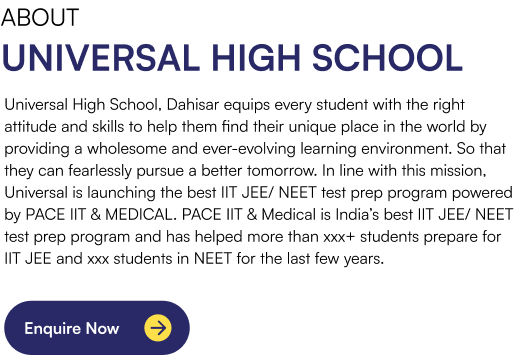 ABOUT
UNIVERSAL HIGH SCHOOL
Universal High School, Dahisar equips every student with the right
attitude and skills to help them find their unique place in the world by
providing a wholesome and ever-evolving learning environment. So that
they can fearlessly pursue a better tomorrow. In line with this mission,
Universal is launching the best IIT JEE/ NEET test prep program powered
by PACE IIT & MEDICAL. PACE IIT & Medical is India's best IIT JEE/ NEET
test prep program and has helped more than xxx+ students prepare for
IIT JEE and xxx students in NEET for the last few years.
Enquire Now